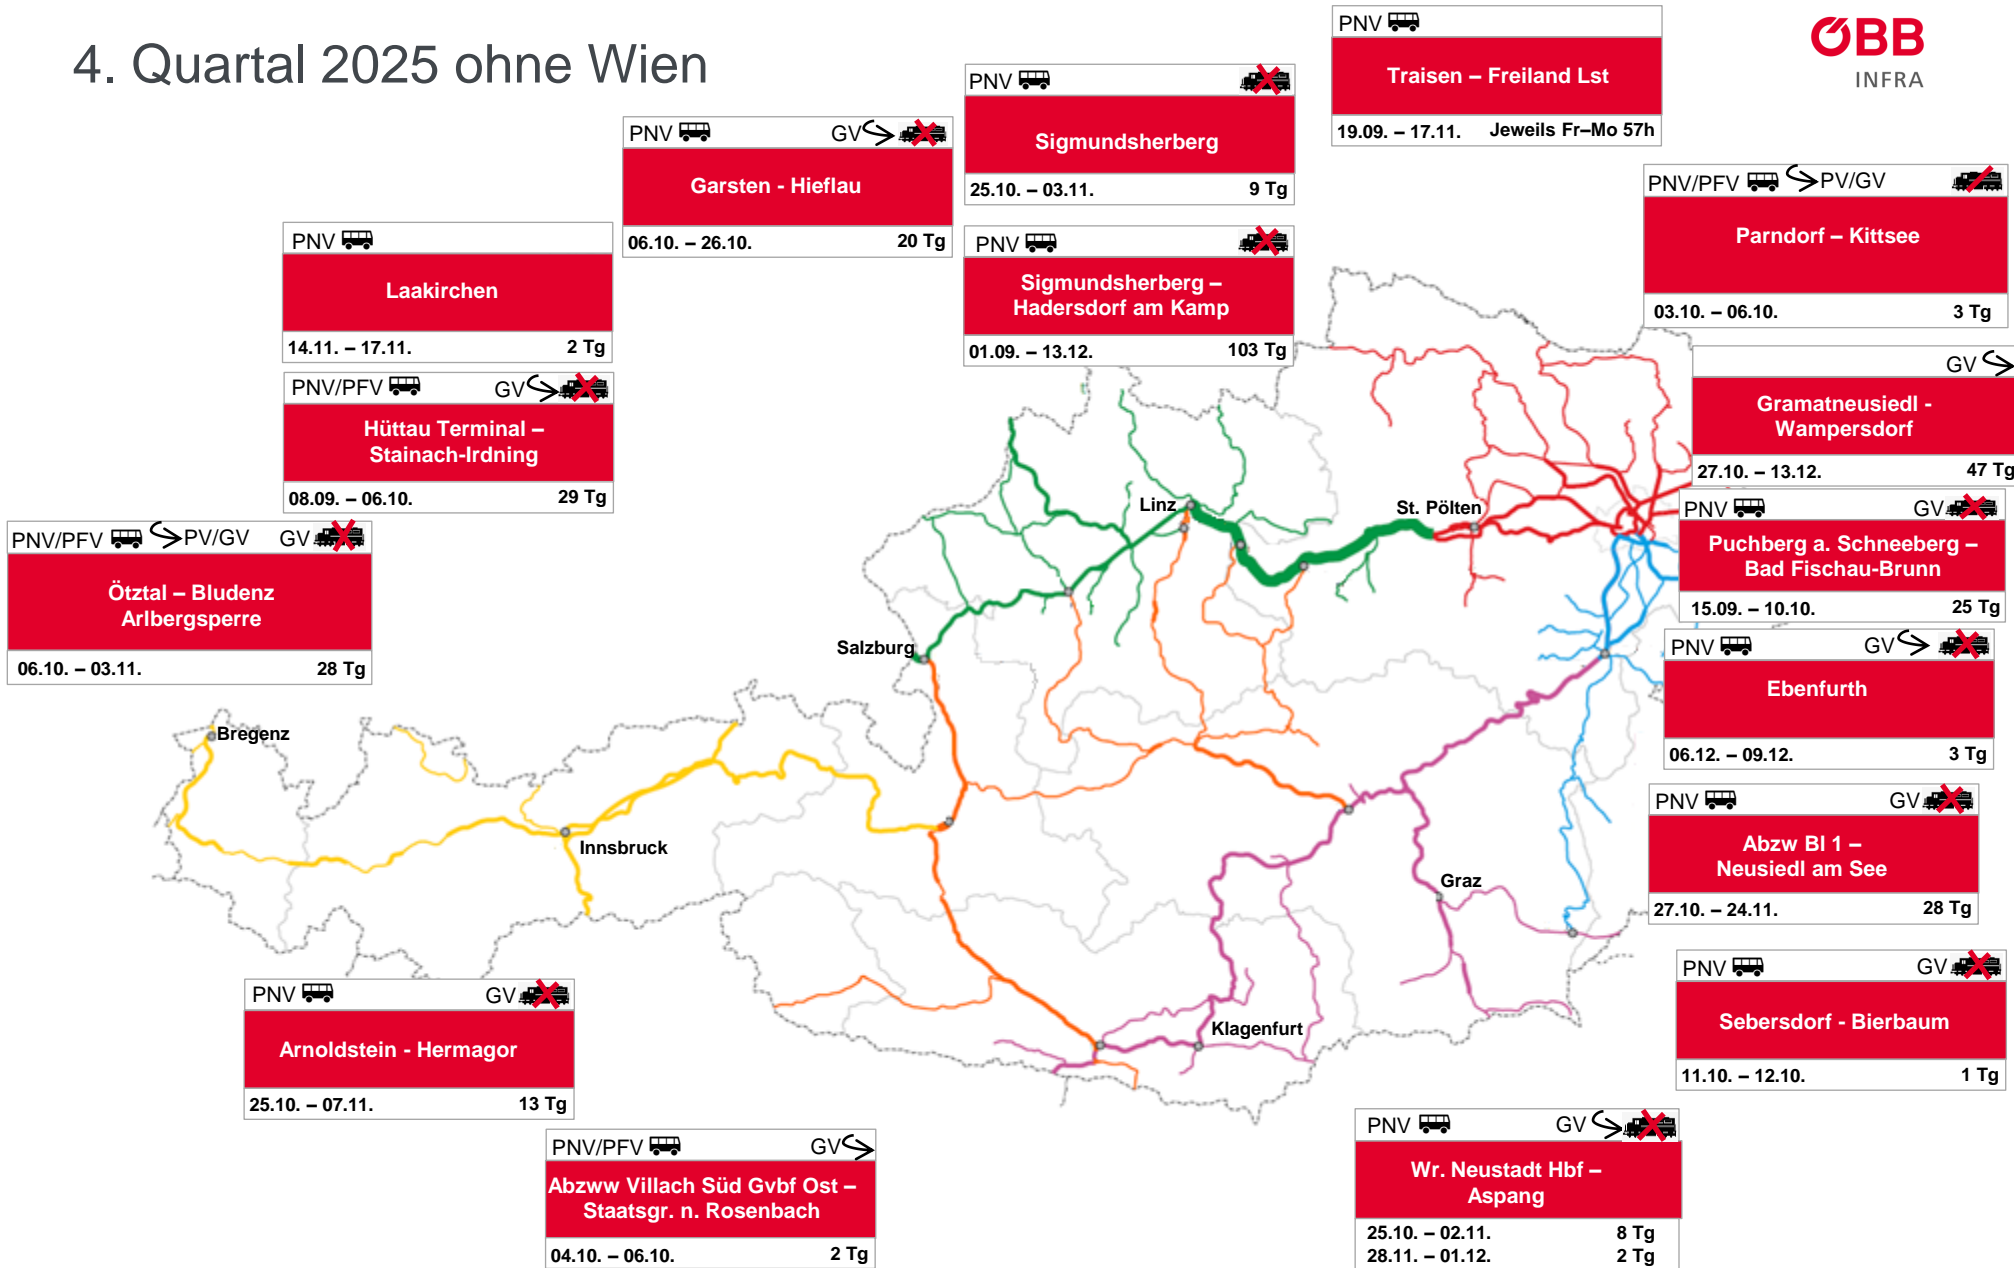 4. Quartal 2025 ohne Wien
ÖBB
INFRA
PNV
Traisen – Freiland Lst
19.09. – 17.11. Jeweils Fr–Mo 57h
PNV
Sigmundsherberg
25.10. – 03.11. 9 Tg
PNV GV
Garsten - Hieflau
06.10. – 26.10. 20 Tg
PNV/PFV PV/GV
Parndorf – Kittsee
03.10. – 06.10. 3 Tg
PNV
Laakirchen
14.11. – 17.11. 2 Tg
PNV
Sigmundsherberg –
Hadersdorf am Kamp
01.09. – 13.12. 103 Tg
GV
Gramatneusiedl -
Wampersdorf
27.10. – 13.12. 47 Tg
PNV/PFV GV
Hüttau Terminal –
Stainach-Irdning
08.09. – 06.10. 29 Tg
PNV GV
Puchberg a. Schneeberg –
Bad Fischau-Brunn
15.09. – 10.10. 25 Tg
PNV/PFV PV/GV GV
Ötztal – Bludenz
Arlbergsperre
06.10. – 03.11. 28 Tg
PNV GV
Ebenfurth
06.12. – 09.12. 3 Tg
Linz
St. Pölten
Salzburg
Bregenz
Innsbruck
Graz
Klagenfurt
PNV GV
Abzw Bl 1 –
Neusiedl am See
27.10. – 24.11. 28 Tg
PNV GV
Sebersdorf - Bierbaum
11.10. – 12.10. 1 Tg
PNV GV
Arnoldstein - Hermagor
25.10. – 07.11. 13 Tg
PNV/PFV GV
Abzww Villach Süd Gvbf Ost –
Staatsgr. n. Rosenbach
04.10. – 06.10. 2 Tg
PNV GV
Wr. Neustadt Hbf –
Aspang
25.10. – 02.11. 8 Tg
28.11. – 01.12. 2 Tg